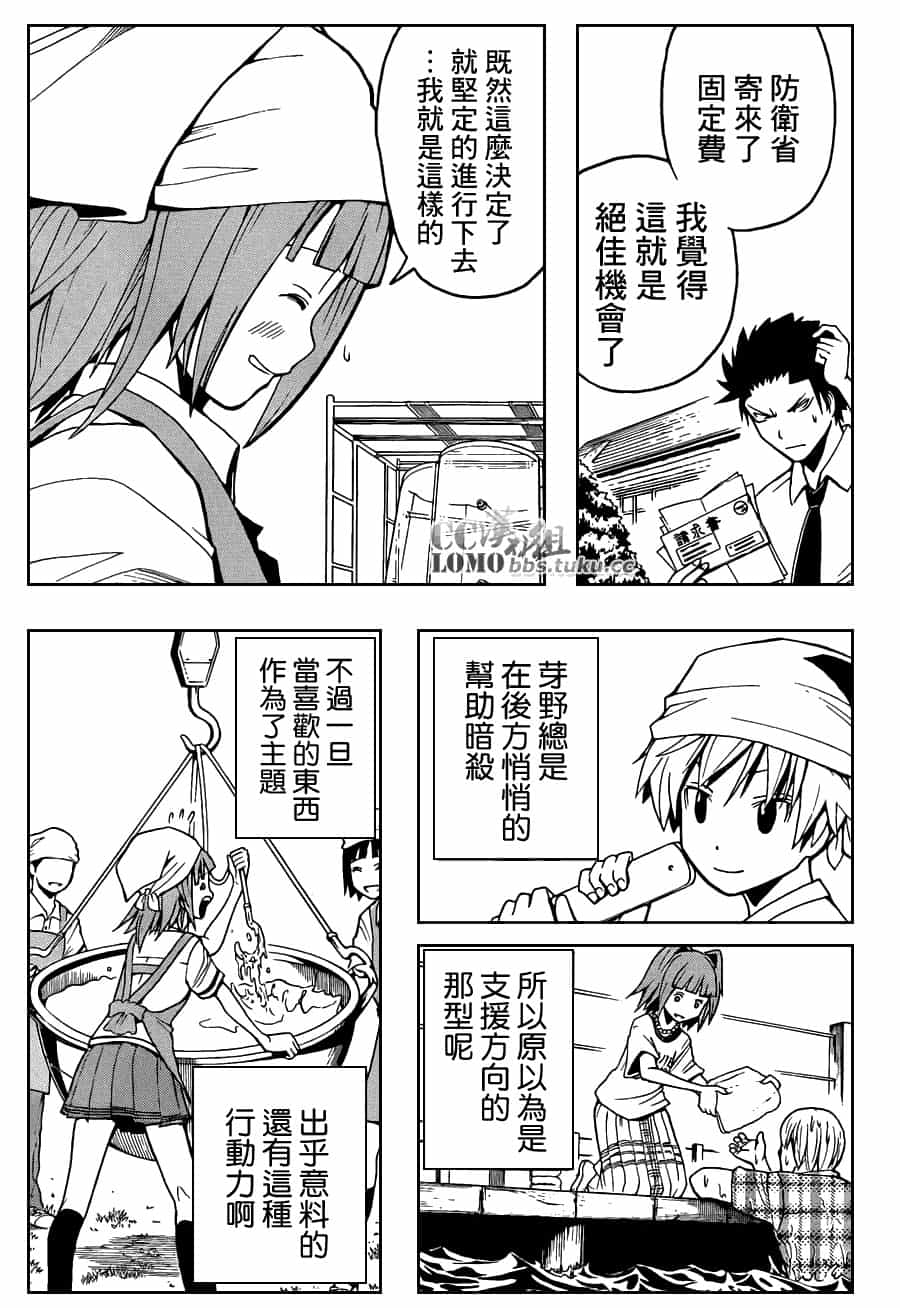 防衛省
寄來了
固定費
我覺得
這就是
絕佳機會了
請求書
既然這麼決定了
就堅定的進行下去
…我就是這樣的
CC漫组
LOMO
bbs.tuku.cc
芽野總是
在後方悄悄的
幫助暗殺
所以原以為是
支援方向的
那型呢
不過一旦
當喜歡的東西
作為了主題
出乎意料的
還有這種
行動力啊